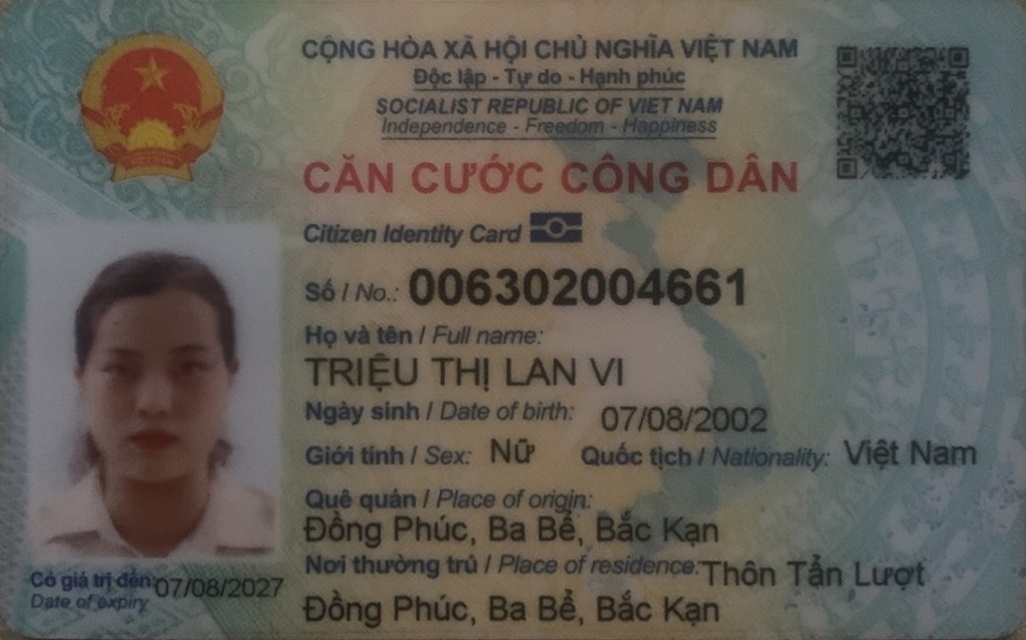 CỘNG HÒA XÃ HỘI CHỦ NGHĨA VIỆT NAM
Độc lập - Tự do - Hạnh phúc
SOCIALIST REPUBLIC OF VIET NAM
Independence - Freedom - Happiness
CĂN CƯỚC CÔNG DÂN
Citizen Identity Card
Số / No.: 006302004661
Họ và tên / Full name:
TRIỆU THỊ LAN VI
Ngày sinh / Date of birth: 07/08/2002
Giới tính / Sex: Nữ Quốc tịch / Nationality: Việt Nam
Quê quán / Place of origin:
Đồng Phúc, Ba Bể, Bắc Kạn
Nơi thường trú / Place of residence: Thôn Tẩn Lượt
Đồng Phúc, Ba Bể, Bắc Kạn
Có giá trị đến: 07/08/2027
Date of expiry